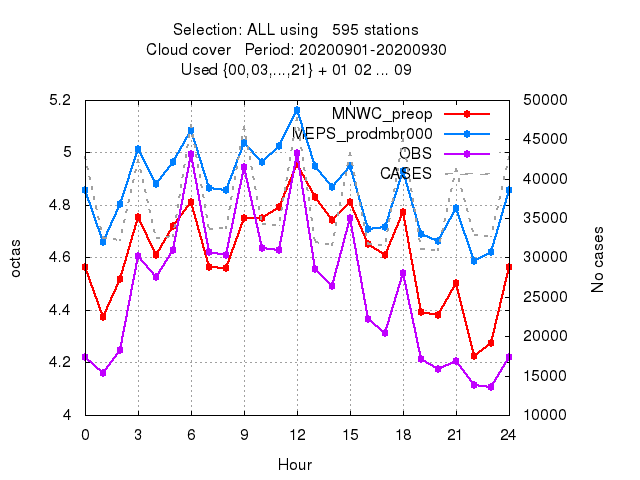 Selection: ALL using   595 stations
Cloud cover   Period: 20200901-20200930
Used {00,03,...,21} + 01 02 ... 09
5.2
5
4.8
4.6
4.4
4.2
4
octas
50000
45000
40000
35000
30000
25000
20000
15000
10000
No cases
MNWC_preop
MEPS_prodmbr000
OBS
CASES
0 3 6 9 12 15 18 21 24
Hour